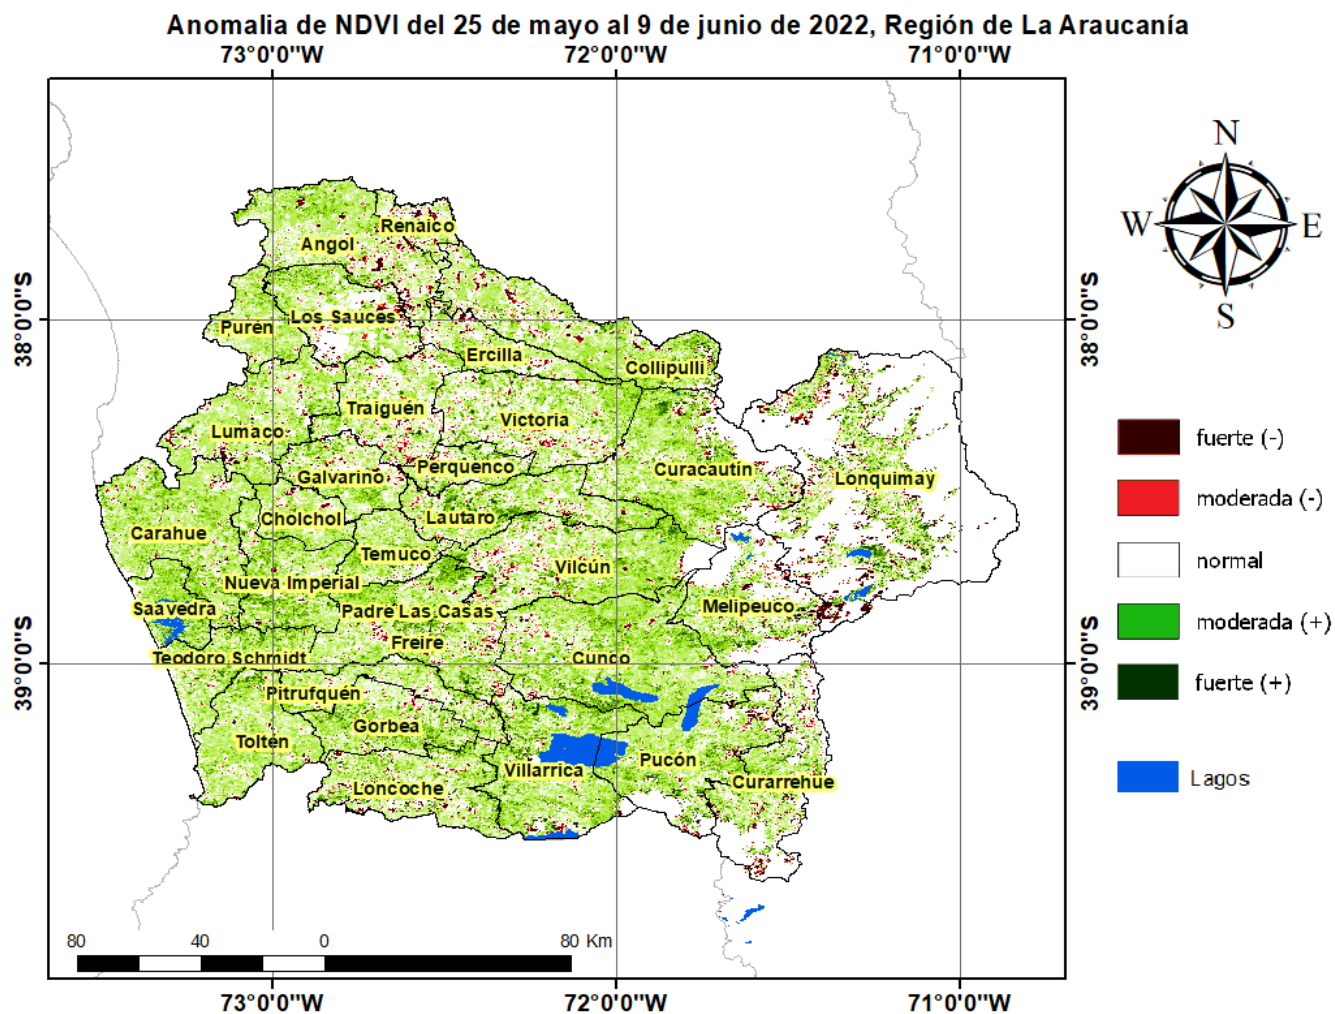 Anomalia de NDVI del 25 de mayo al 9 de junio de 2022, Región de La Araucanía
73°0'0"W 72°0'0"W 71°0'0"W
N
W E
S
38°0'0"S 38°0'0"S
39°0'0"S 39°0'0"S
Renaico
Angol
Los Sauces
Purén
Ercilla
Collipulli
Traiguén
Victoria
Lumaco
Perquenco
Curacautín
Galvarino
Lonquimay
Cholchol
Lautaro
Carahue
Temuco
Vilcún
Nueva Imperial
Saavedra
Padre Las Casas
Melipeuco
Freire
Teodoro Schmidt
Cunco
Pitrufquén
Gorbea
Toltén
Villarrica
Pucón
Curarrehue
Loncoche
fuerte (-)
moderada (-)
normal
moderada (+)
fuerte (+)
Lagos
80 40 0 80 Km
73°0'0"W 72°0'0"W 71°0'0"W